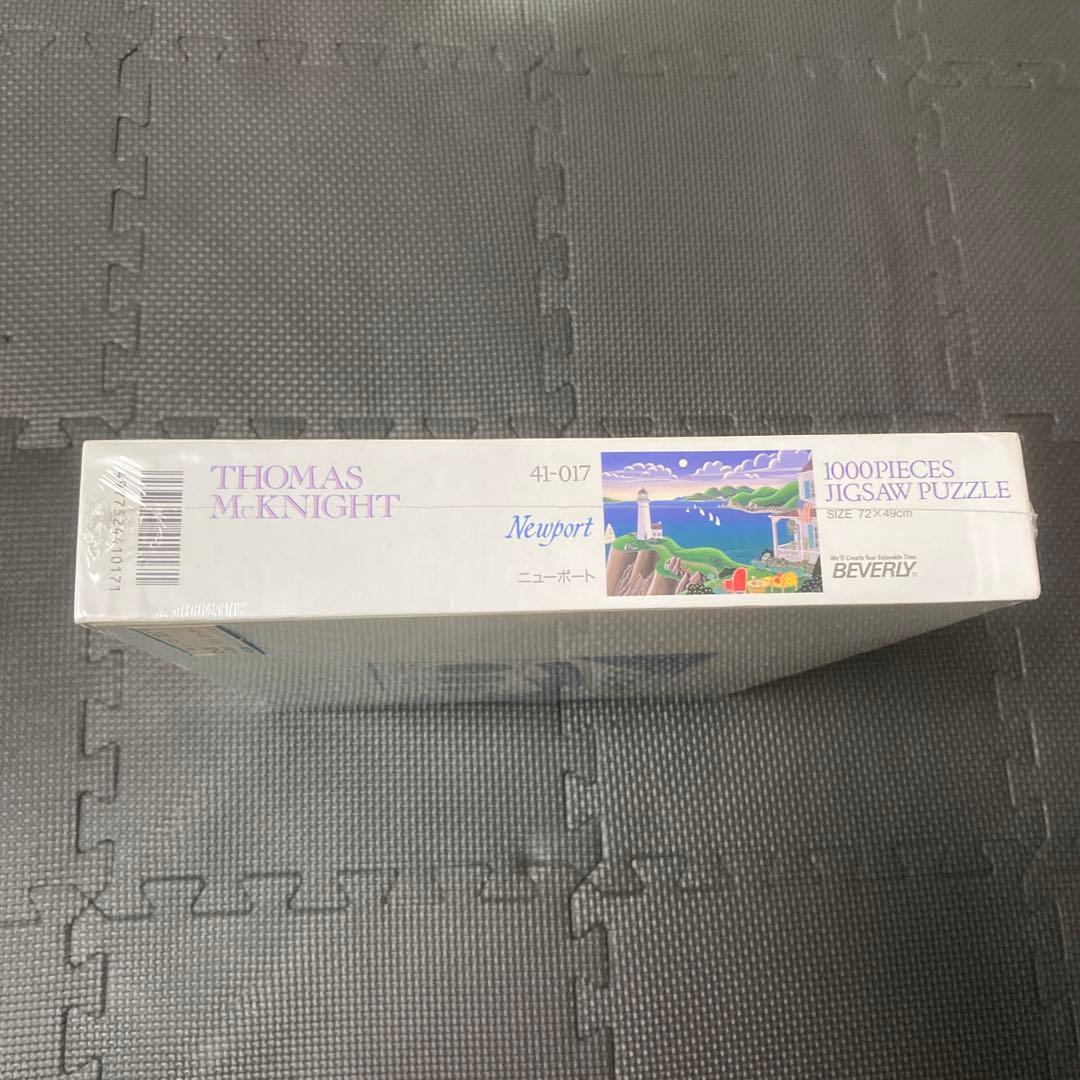 4977524410171
THOMAS
McKNIGHT
41-017
Newport
ニューポート
1000PIECES
JIGSAW PUZZLE
SIZE 72×49cm
We'll Create Your Enjoyable Time.
BEVERLY®